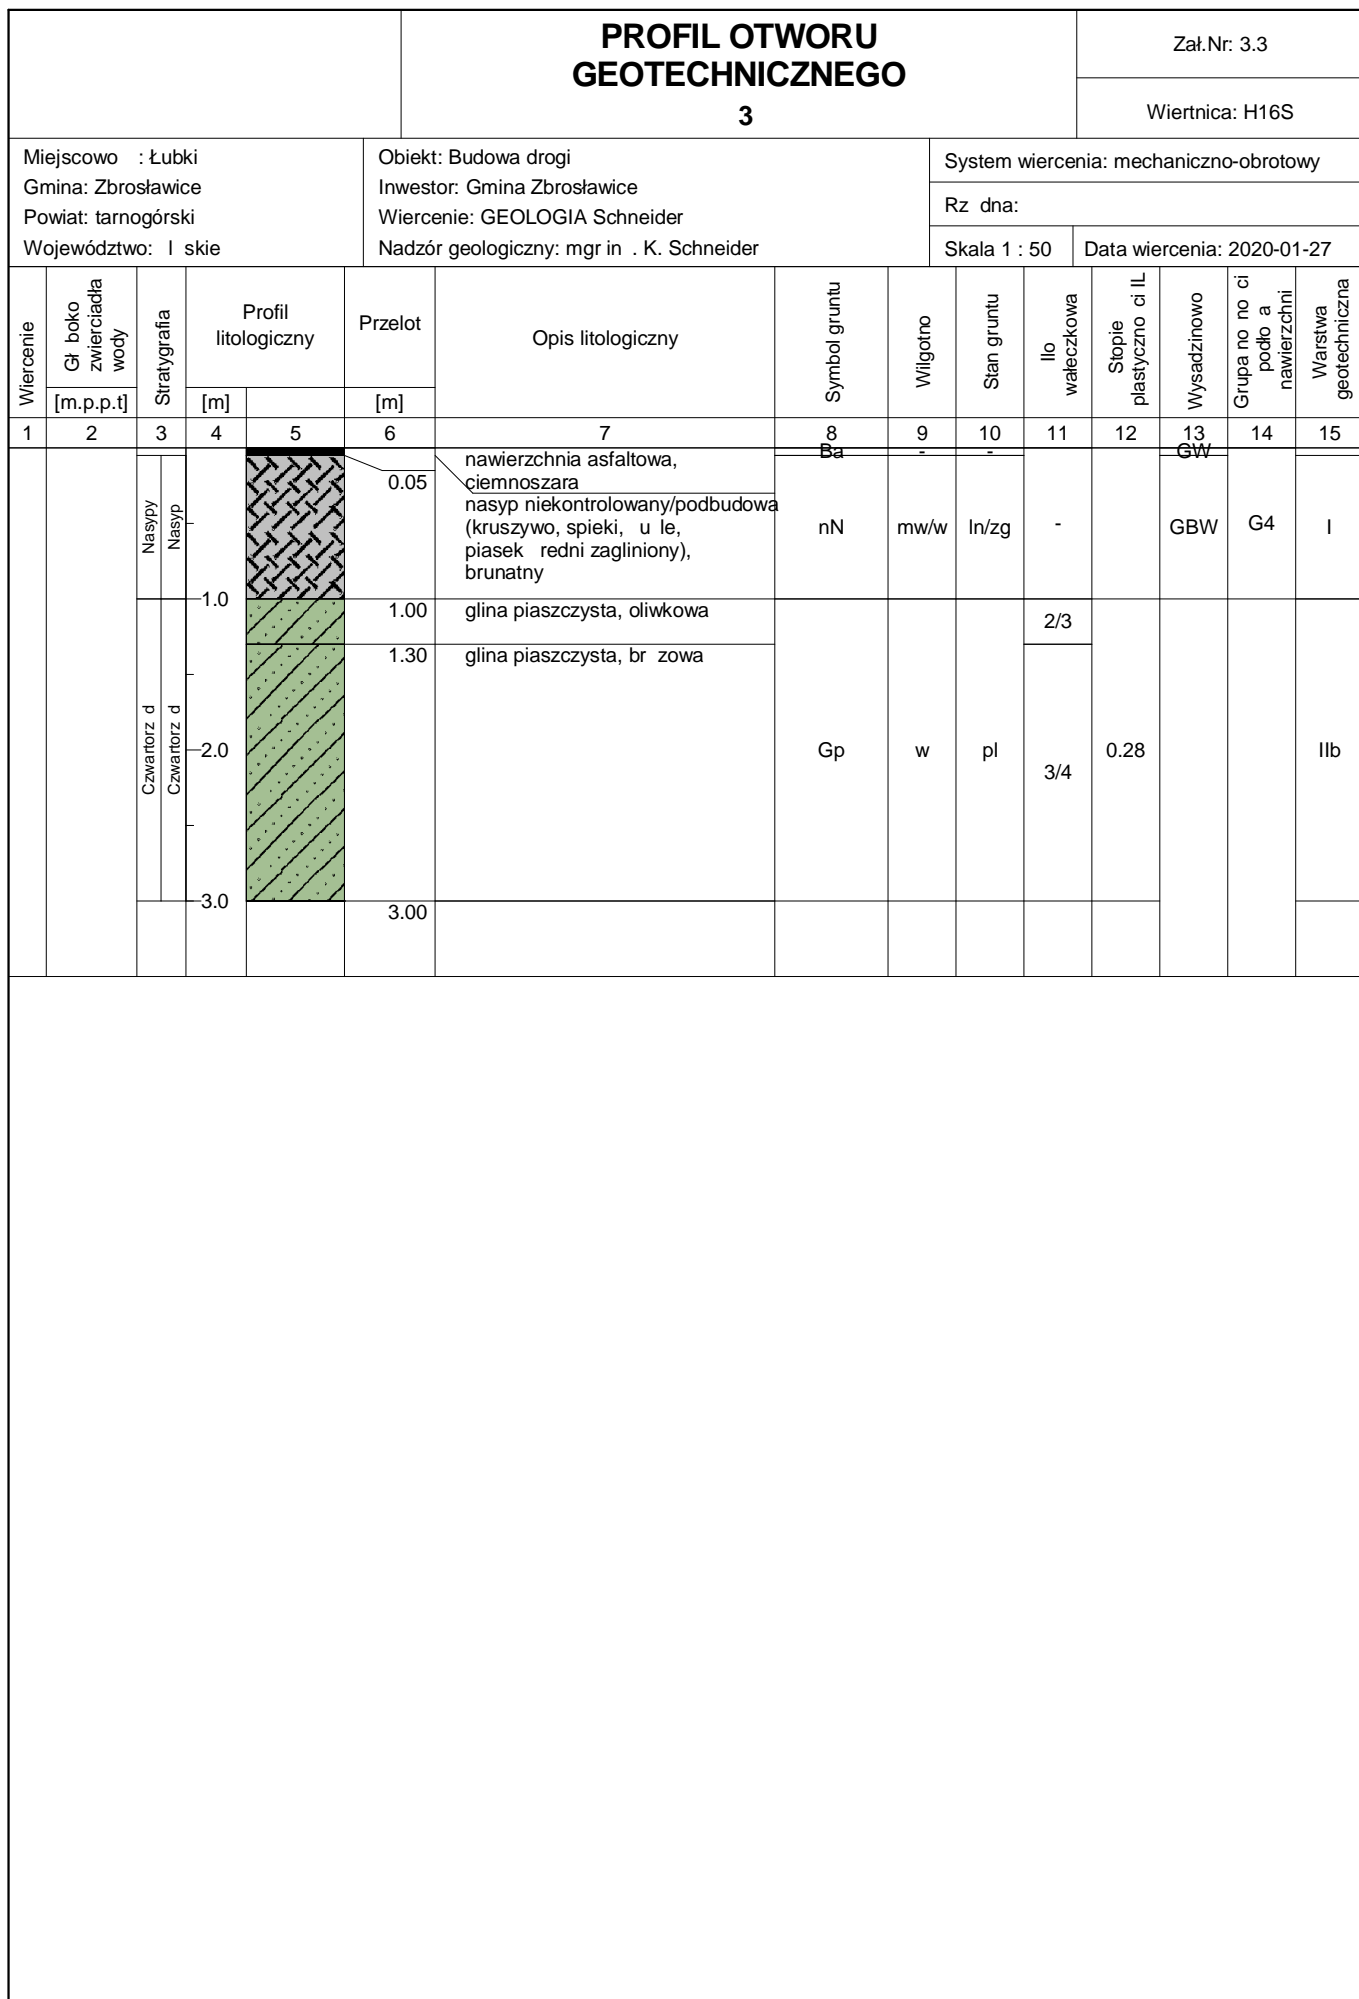 PROFIL OTWORU
GEOTECHNICZNEGO
3
Zał.Nr: 3.3
Wiertnica: H16S
Miejscowo : Łubki
Gmina: Zbrosławice
Powiat: tarnogórski
Województwo: l skie
Obiekt: Budowa drogi
Inwestor: Gmina Zbrosławice
Wiercenie: GEOLOGIA Schneider
Nadzór geologiczny: mgr in . K. Schneider
System wiercenia: mechaniczno-obrotowy
Rz dna:
Skala 1 : 50
Data wiercenia: 2020-01-27
Wiercenie
Gł boko
zwierciadła
wody
[m.p.p.t]
Stratygrafia
Profil
litologiczny
[m]
Przelot
[m]
Opis litologiczny
Symbol gruntu
Wilgotno
Stan gruntu
Ilo
wałeczkowa
Stopie
plastyczno ci IL
Wysadzinowo
Grupa no no ci
podło a
nawierzchni
Warstwa
geotechniczna
1 2 3 4 5 6 7 8 9 10 11 12 13 14 15
nawierzchnia asfaltowa,
ciemnoszara
Ba - - GW
0.05
nasyp niekontrolowany/podbudowa
(kruszywo, spieki, u le,
piasek redni zagliniony),
brunatny
Nasypy
Nasyp
nN mw/w ln/zg - GBW G4 I
1.0
1.00 glina piaszczysta, oliwkowa
2/3
1.30 glina piaszczysta, br zowa
Czwartorz d
Czwartorz d
2.0
Gp w pl 3/4 0.28 IIb
3.0
3.00